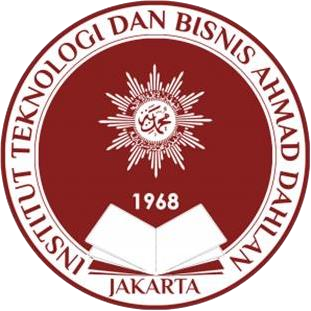 INSTITUT TEKNOLOGI DAN BISNIS AHMAD DAHLAN
1968
JAKARTA